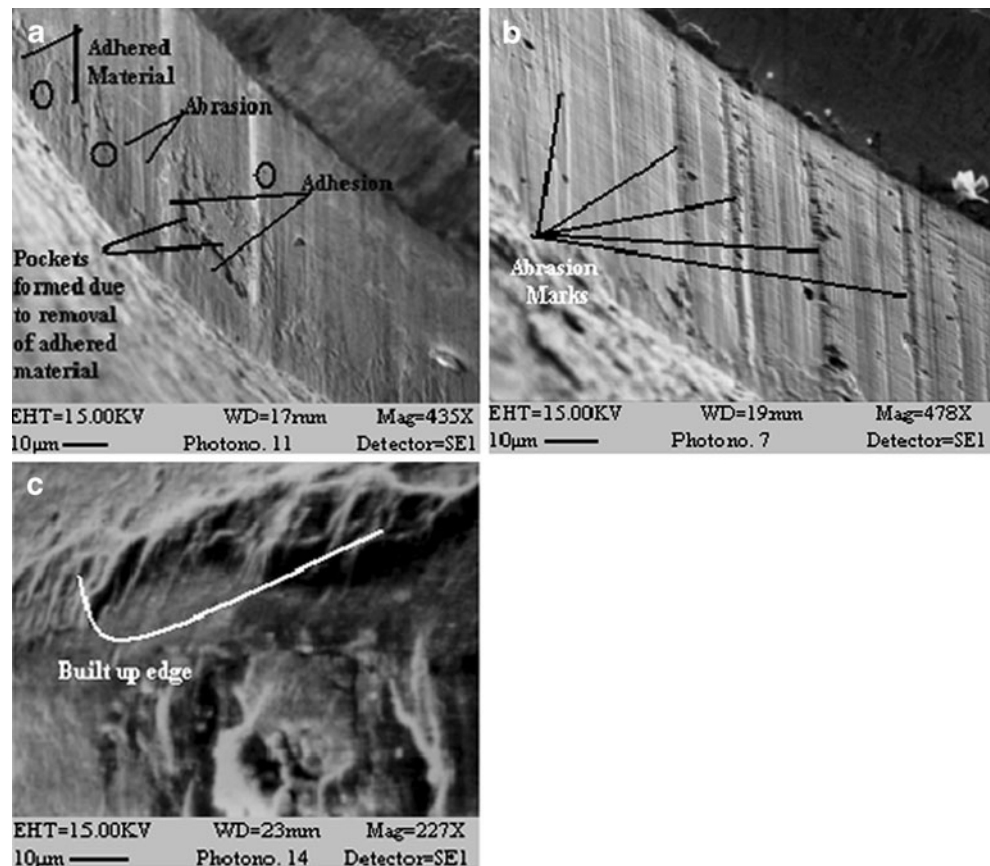 a
Adhered
Material
Abrasion
Adhesion
Pockets
formed due
to removal
of adhered
material
EHT=15.00KV WD=17mm Mag=435X
10µm Photono. 11 Detector=SE1
b
Abrasion
Marks
EHT=15.00KV WD=19mm Mag=478X
10µm Photo no. 7 Detector=SE1
c
Built up edge
EHT=15.00KV WD=23mm Mag=227X
10µm Photono. 14 Detector=SE1